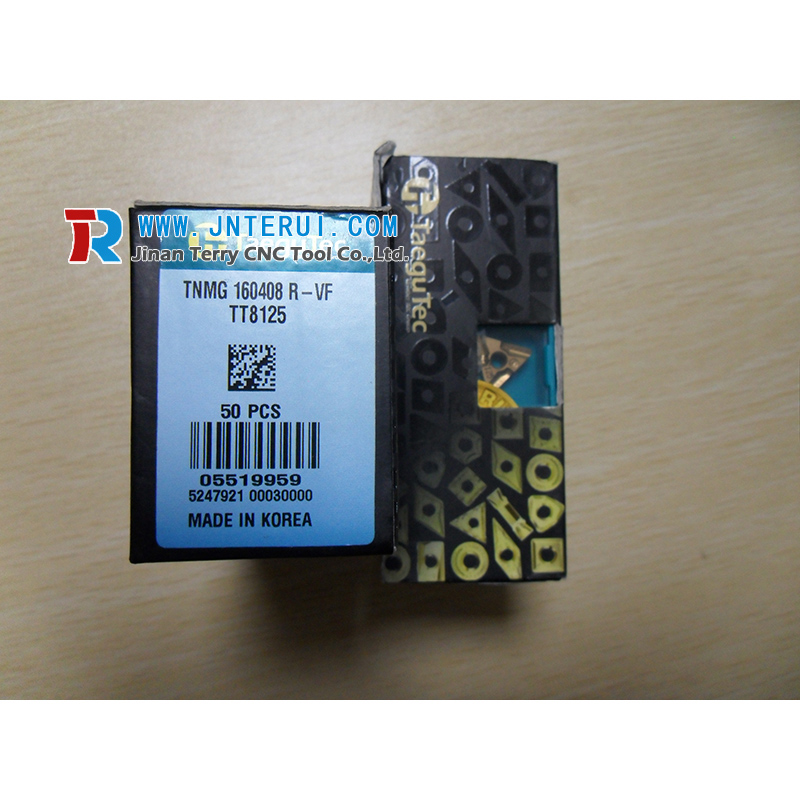 WWW.JNTERUI.COM
TR
Jinan Terry CNC Tool Co.,Ltd.
TaeguTec
TNMG 160408 R-VF
TT8125
50 PCS
05519959
5247921 00030000
MADE IN KOREA
TaeguTec